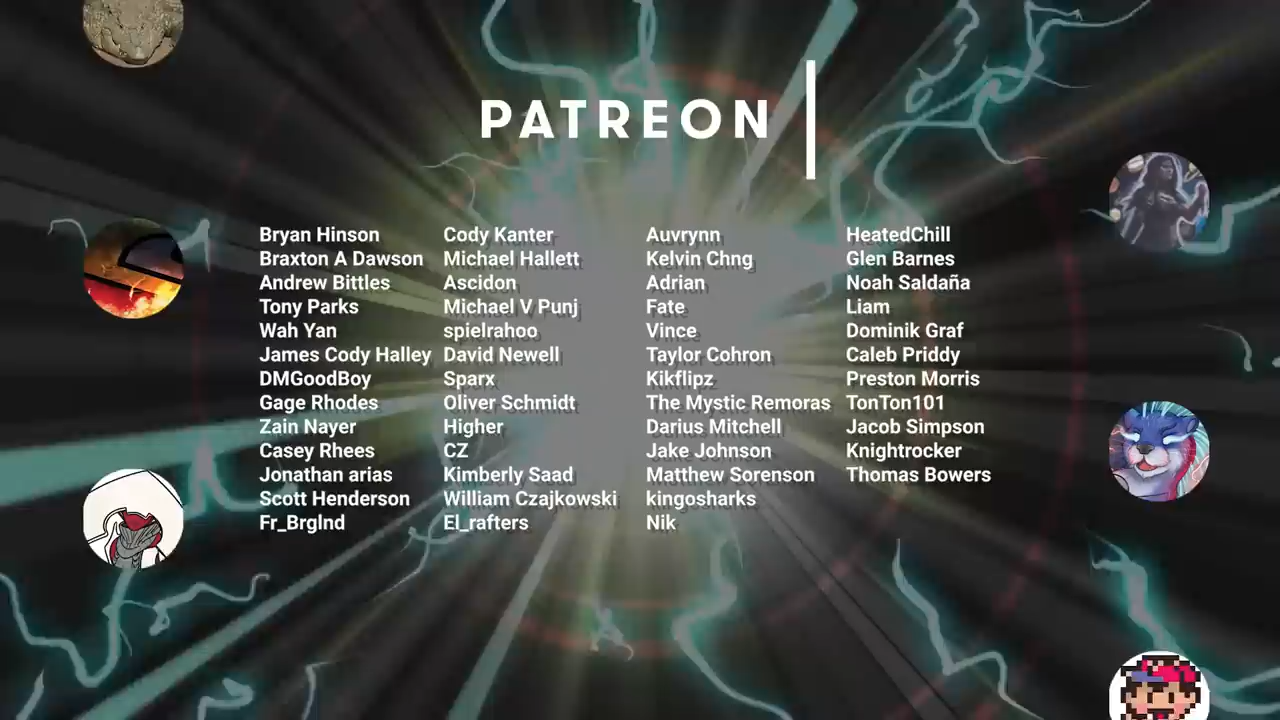 PATREON
Bryan Hinson
Braxton A Dawson
Andrew Bittles
Tony Parks
Wah Yan
James Cody Halley
DMGoodBoy
Gage Rhodes
Zain Nayer
Casey Rhees
Jonathan arias
Scott Henderson
Fr_Brglnd
Cody Kanter
Michael Hallett
Ascidon
Michael V Punj
spielrahoo
David Newell
Sparx
Oliver Schmidt
Higher
CZ
Kimberly Saad
William Czajkowski
El_rafters
Auvrynn
Kelvin Chng
Adrian
Fate
Vince
Taylor Cohron
Kikflipz
The Mystic Remoras
Darius Mitchell
Jake Johnson
Matthew Sorenson
kingosharks
Nik
HeatedChill
Glen Barnes
Noah Saldaña
Liam
Dominik Graf
Caleb Priddy
Preston Morris
TonTon101
Jacob Simpson
Knightrocker
Thomas Bowers